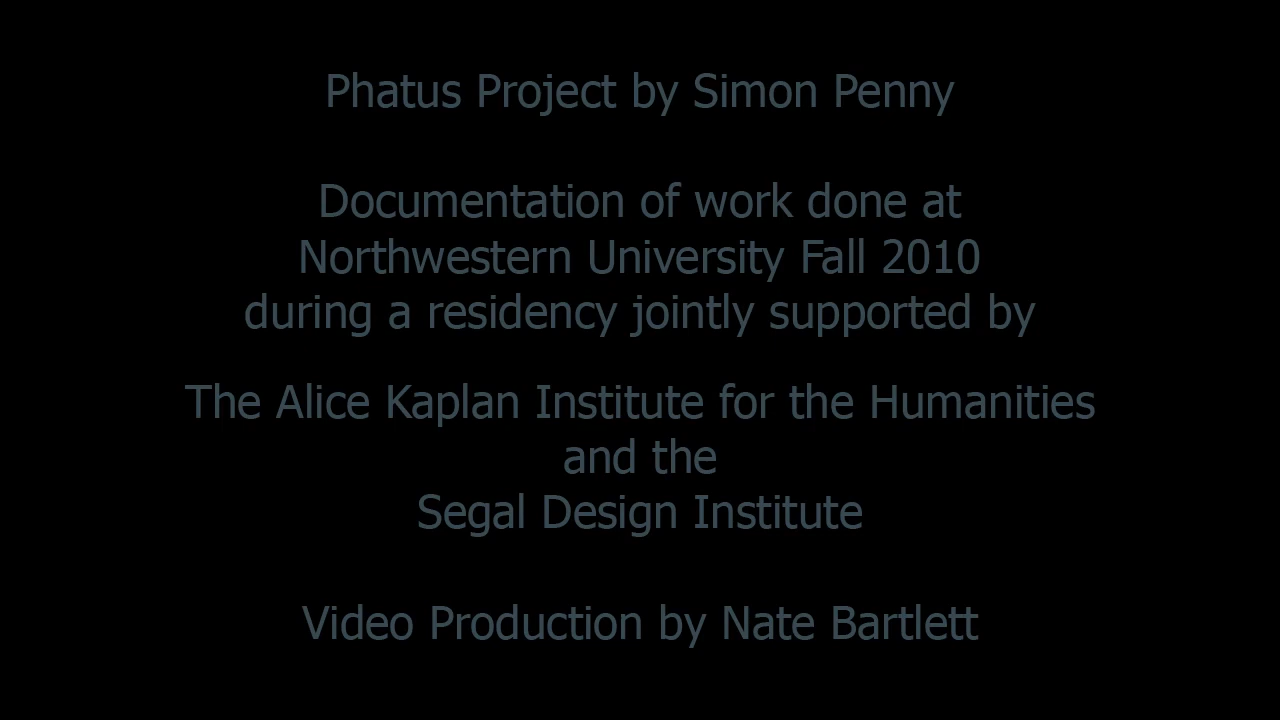 Phatus Project by Simon Penny
Documentation of work done at
Northwestern University Fall 2010
during a residency jointly supported by
The Alice Kaplan Institute for the Humanities
and the
Segal Design Institute
Video Production by Nate Bartlett